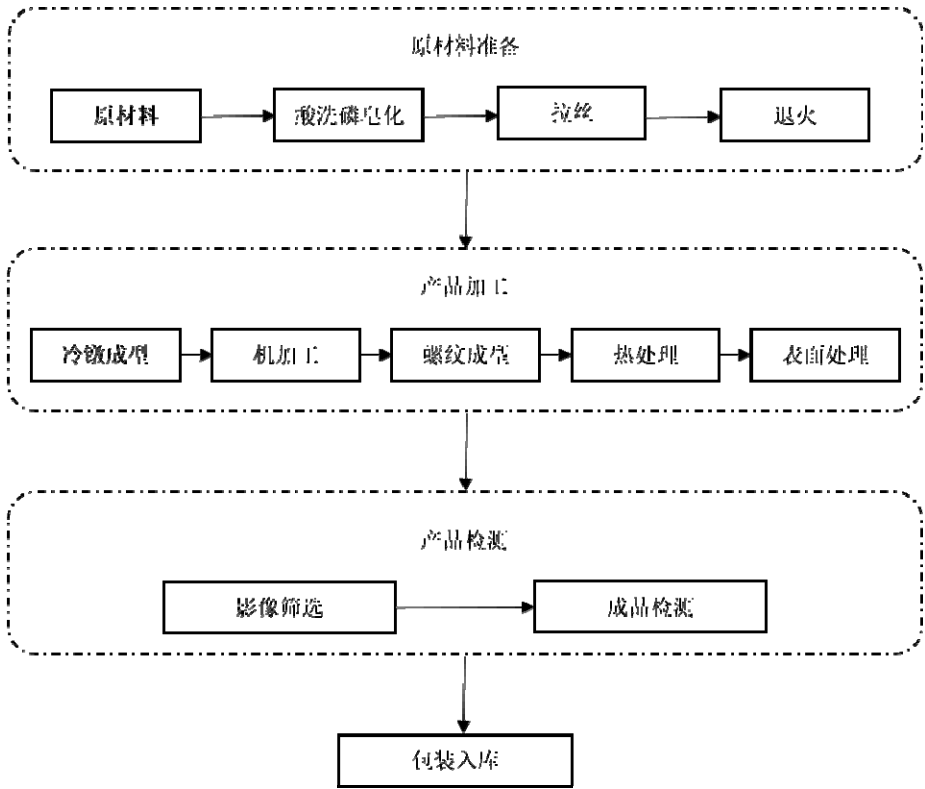 原材料准备
原材料
酸洗磷皂化
拉丝
退火
产品加工
冷镦成型
机加工
螺纹成型
热处理
表面处理
产品检测
影像筛选
成品检测
包装入库